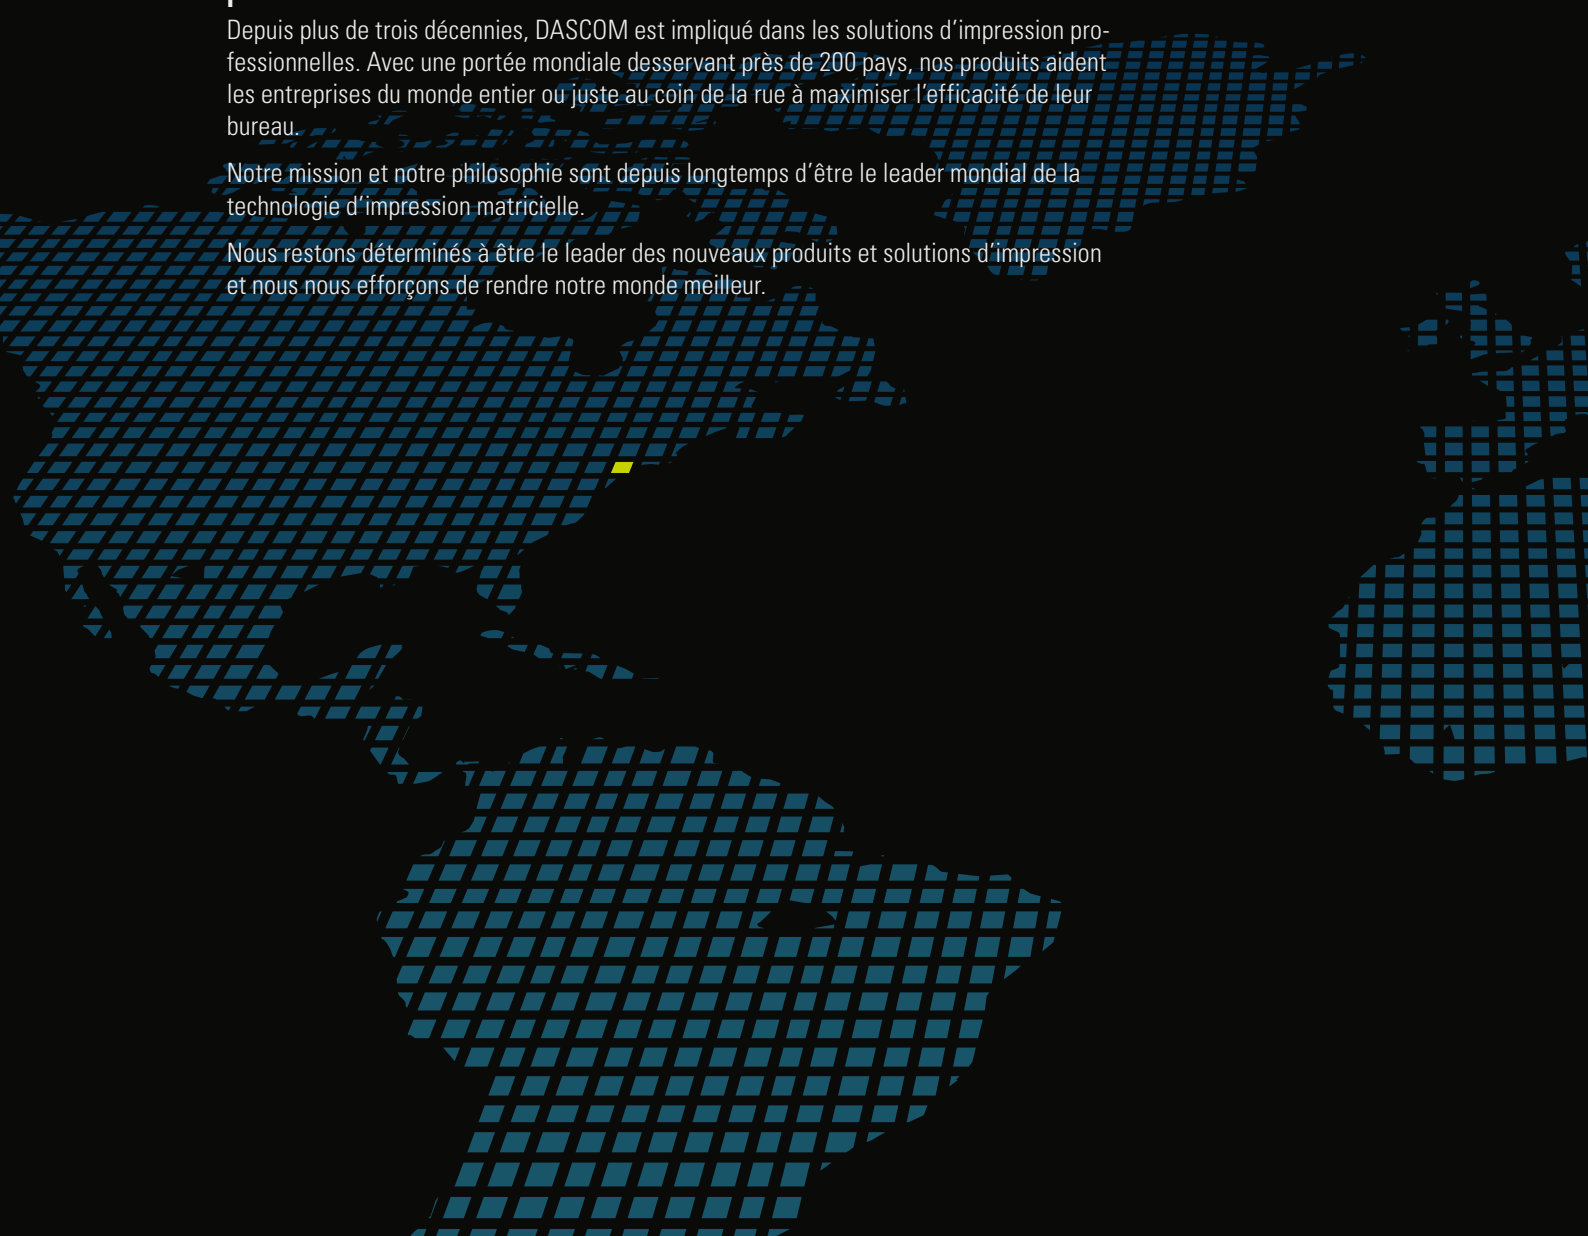 Depuis plus de trois décennies, DASCOM est impliqué dans les solutions d'impression pro-
fessionnelles. Avec une portée mondiale desservant près de 200 pays, nos produits aident
les entreprises du monde entier ou juste au coin de la rue à maximiser l'efficacité de leur
bureau.
Notre mission et notre philosophie sont depuis longtemps d'être le leader mondial de la
technologie d'impression matricielle.
Nous restons déterminés à être le leader des nouveaux produits et solutions d'impression
et nous nous efforçons de rendre notre monde meilleur.